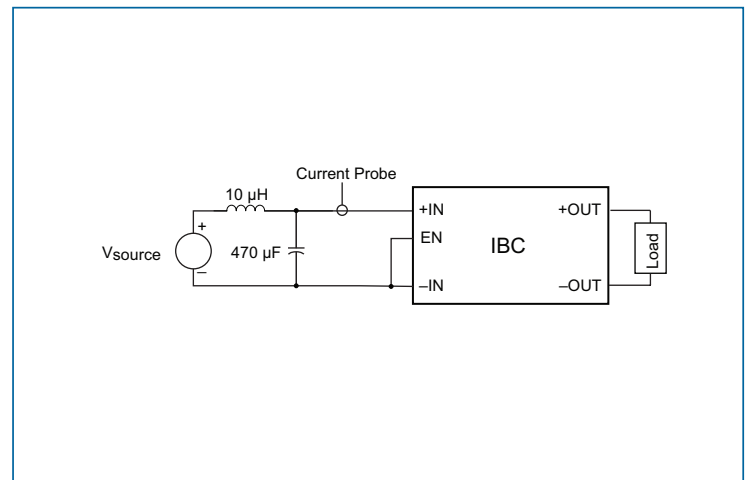 Current Probe
10 µH
+IN
+OUT
+
EN
IBC
Load
Vsource
470 µF
–
–IN
–OUT